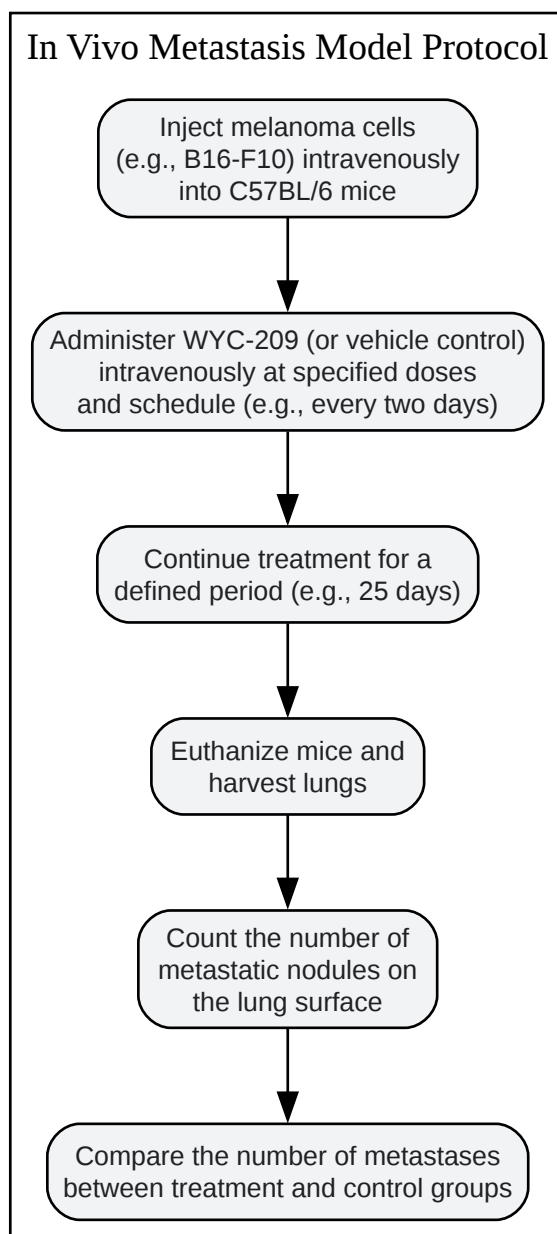 In Vivo Metastasis Model Protocol
Inject melanoma cells
(e.g., B16-F10) intravenously
into C57BL/6 mice
Administer WYC-209 (or vehicle control)
intravenously at specified doses
and schedule (e.g., every two days)
Continue treatment for a
defined period (e.g., 25 days)
Euthanize mice and
harvest lungs
Count the number of
metastatic nodules on
the lung surface
Compare the number of metastases
between treatment and control groups